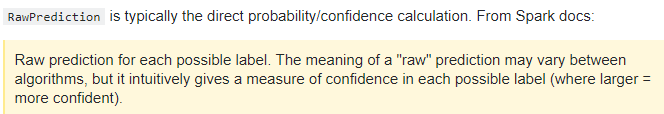 RawPrediction is typically the direct probability/confidence calculation. From Spark docs:
Raw prediction for each possible label. The meaning of a "raw" prediction may vary between
algorithms, but it intuitively gives a measure of confidence in each possible label (where larger =
more confident).